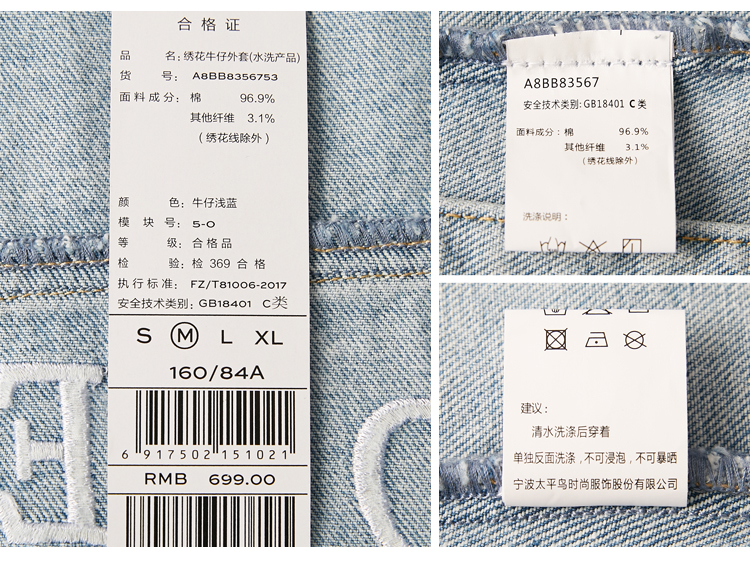 合格证
品 名: 绣花牛仔外套(水洗产品)
货 号: A8BB8356753
面料成分: 棉 96.9%
其他纤维 3.1%
(绣花线除外)
颜 色: 牛仔浅蓝
模 块 号: 5-0
等 级: 合格品
检 验: 检 369 合格
执行标准: FZ/T81006-2017
安全技术类别: GB18401 C类
S M L XL
160/84A
6 917502 151021
RMB 699.00
E
A8BB83567
安全技术类别: GB18401 C 类
面料成分: 棉 96.9%
其他纤维 3.1%
(绣花线除外)
洗涤说明:
建议:
清水洗涤后穿着
单独反面洗涤,不可浸泡,不可暴晒
宁波太平鸟时尚服饰股份有限公司